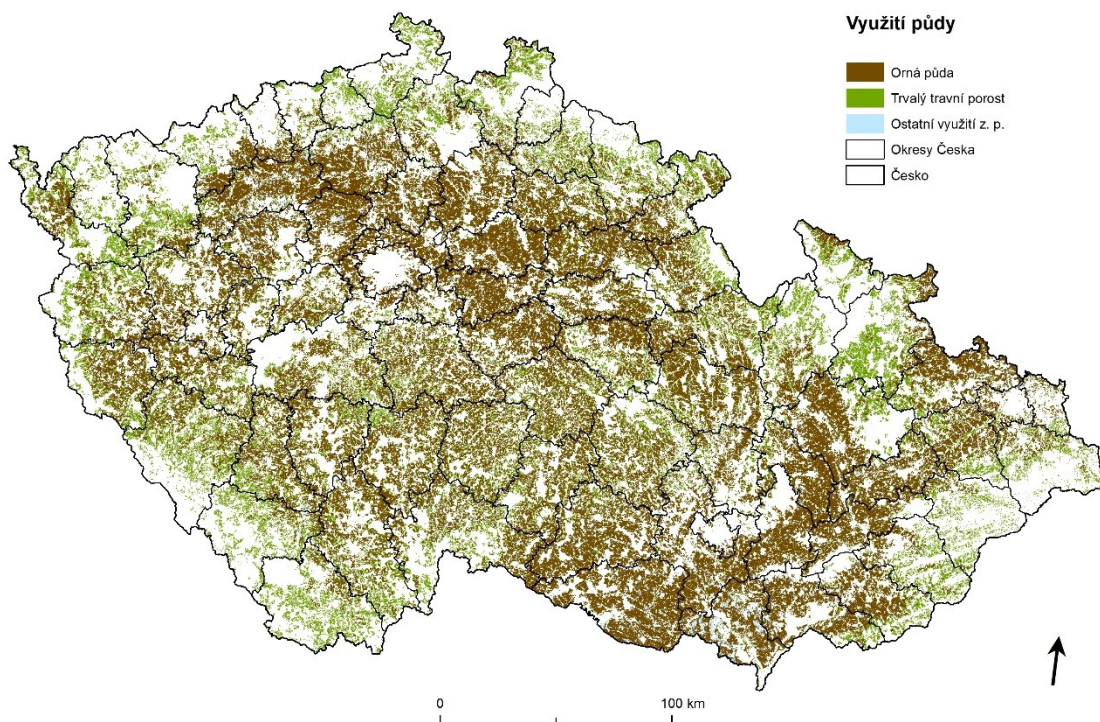 Využití půdy
Orná půda
Trvalý travní porost
Ostatní využití z. p.
Okresy Česka
Česko
0 100 km